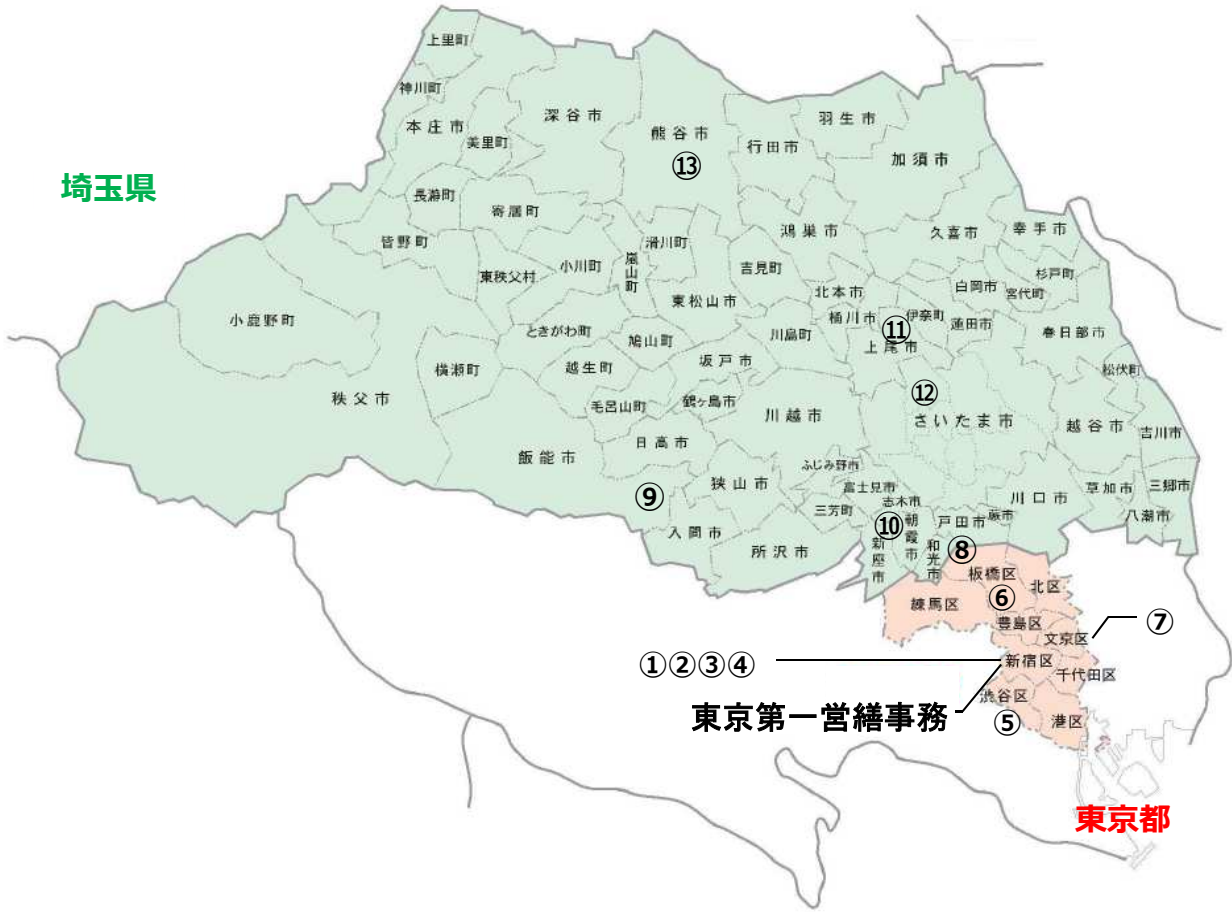 上里町
神川町
本庄市
美里町
深谷市
熊谷市
⑬
行田市
羽生市
加須市
埼玉県
長瀞町
寄居町
皆野町
東秩父村
小川町
嵐山町
滑川町
吉見町
鴻巣市
久喜市
幸手市
杉戸町
宮代町
白岡市
北本市
東松山市
桶川市
⑪
伊奈町
蓮田市
上尾市
春日部市
小鹿野町
ときがわ町
鳩山町
川島町
坂戸市
越生町
横瀬町
秩父市
毛呂山町
鶴ヶ島市
川越市
⑫
さいたま市
松伏町
越谷市
吉川市
日高市
飯能市
⑨
狭山市
ふじみ野市
富士見市
志木市
三芳町
入間市
所沢市
⑩
新座市
朝霞市
和光市
戸田市
蕨市
川口市
草加市
三郷市
八潮市
⑧
板橋区
北区
練馬区
⑥
豊島区
文京区
⑦
①②③④
新宿区
千代田区
東京第一営繕事務
渋谷区
⑤
港区
東京都